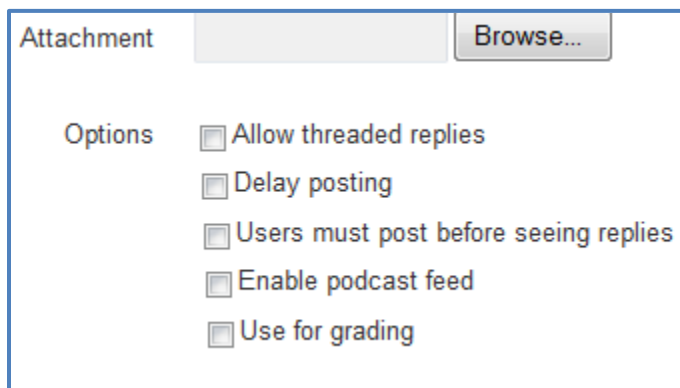 Attachment Browse...
Options Allow threaded replies
Delay posting
Users must post before seeing replies
Enable podcast feed
Use for grading